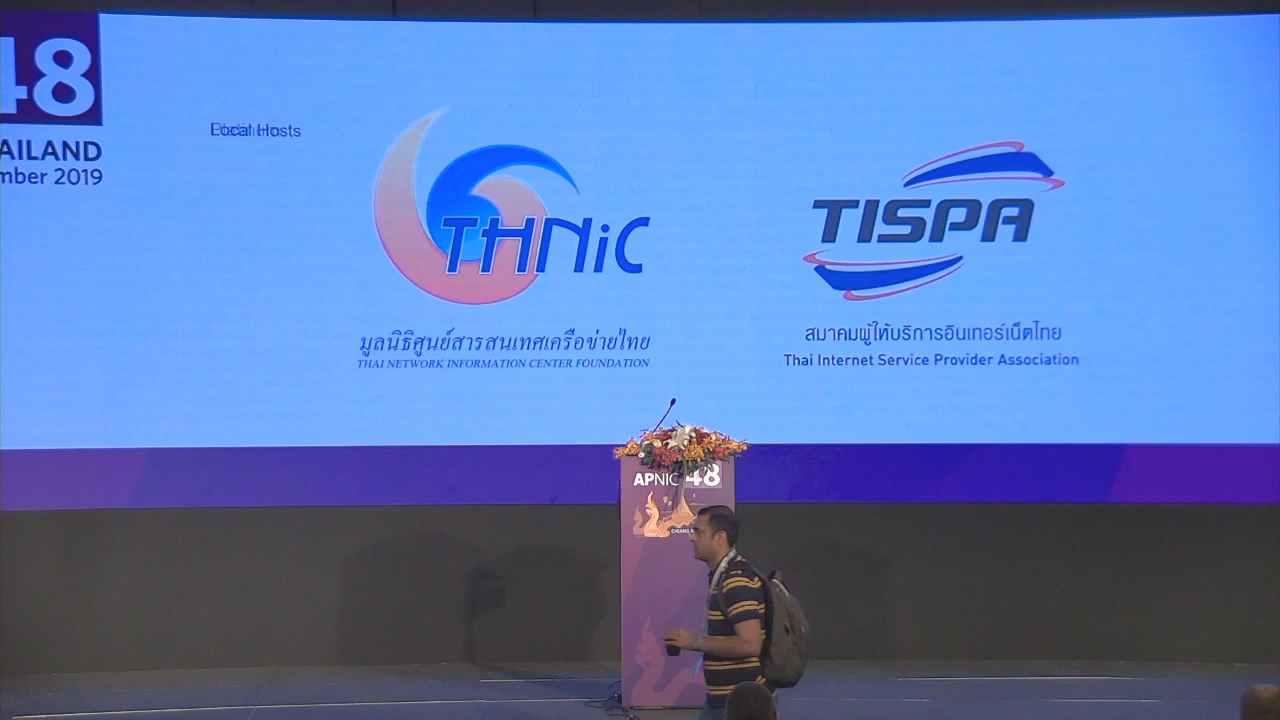 48
AILAND
mber 2019
Local Hosts
THNiC
มูลนิธิศูนย์สารสนเทศเครือข่ายไทย
THAI NETWORK INFORMATION CENTER FOUNDATION
TISPA
สมาคมผู้ให้บริการอินเทอร์เน็ตไทย
Thai Internet Service Provider Association
APNIC 48
CHIANG